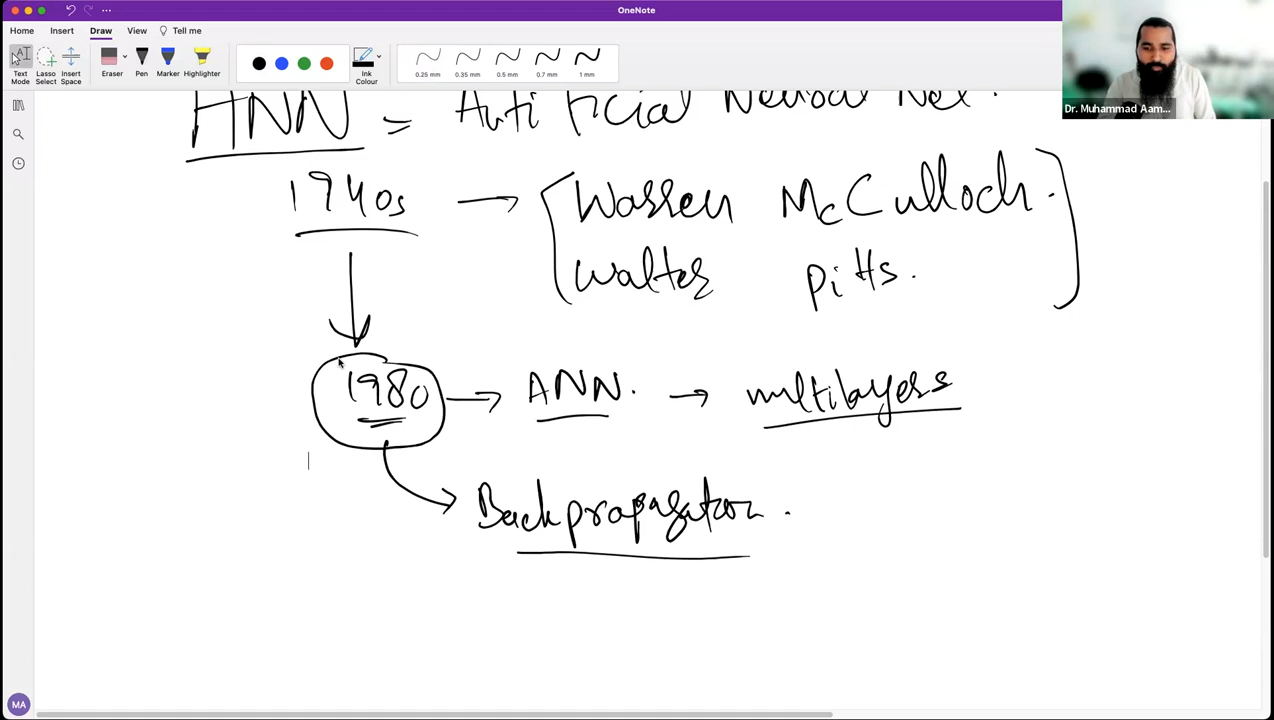 OneNote
Home Insert Draw View Tell me
Text Mode Lasso Select Insert Space Eraser Pen Marker Highlighter Ink Colour 0.25 mm 0.35 mm 0.5 mm 0.7 mm 1 mm
Dr. Muhammad Aam...
ANN = Artificial Neural Net.
1940s → Warren McCulloch.
Walter Pitts.
1980 → ANN. → multilayers
Backpropagation.
MA